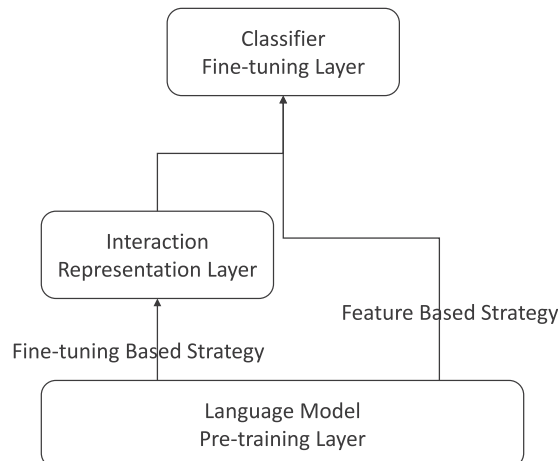 Classifier
Fine-tuning Layer
Interaction
Representation Layer
Feature Based Strategy
Fine-tuning Based Strategy
Language Model
Pre-training Layer